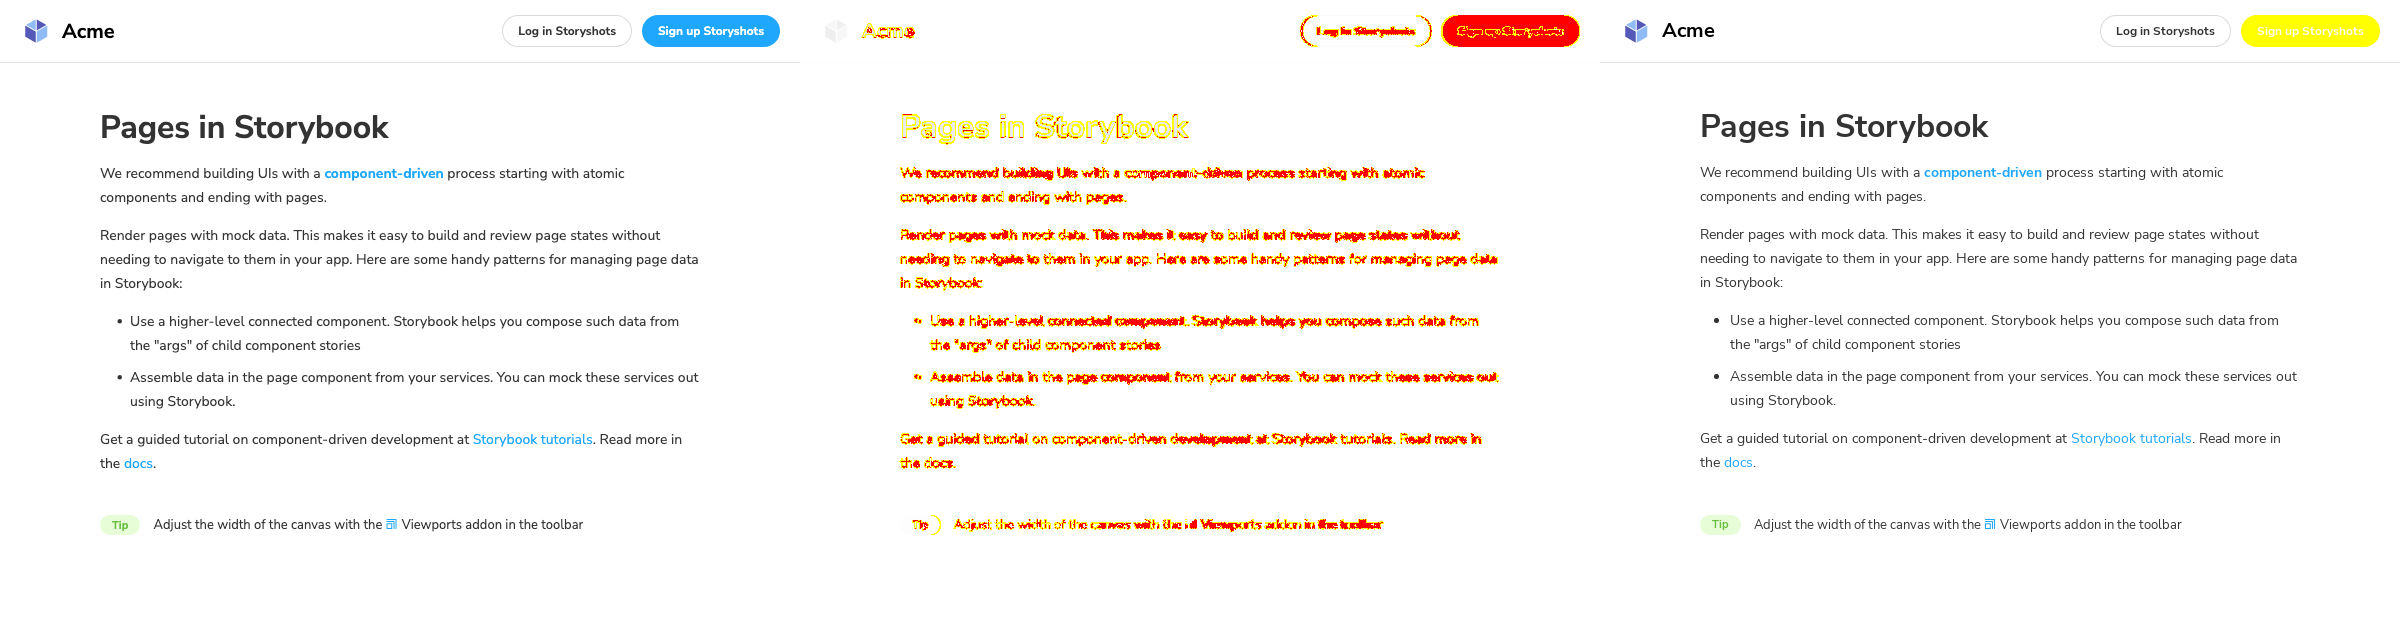 Acme
Log in Storyshots
Sign up Storyshots
Pages in Storybook
We recommend building UIs with a component-driven process starting with atomic
components and ending with pages.
Render pages with mock data. This makes it easy to build and review page states without
needing to navigate to them in your app. Here are some handy patterns for managing page data
in Storybook:
• Use a higher-level connected component. Storybook helps you compose such data from
the "args" of child component stories
• Assemble data in the page component from your services. You can mock these services out
using Storybook.
Get a guided tutorial on component-driven development at Storybook tutorials. Read more in
the docs.
Tip Adjust the width of the canvas with the Viewports addon in the toolbar
Acme
Log in Storyshots
Sign up Storyshots
Pages in Storybook
We recommend building UIs with a component-driven process starting with atomic
components and ending with pages.
Render pages with mock data. This makes it easy to build and review page states without
needing to navigate to them in your app. Here are some handy patterns for managing page data
in Storybook:
• Use a higher-level connected component. Storybook helps you compose such data from
the "args" of child component stories
• Assemble data in the page component from your services. You can mock these services out
using Storybook.
Get a guided tutorial on component-driven development at Storybook tutorials. Read more in
the docs.
Tip Adjust the width of the canvas with the Viewports addon in the toolbar
Acme
Log in Storyshots
Sign up Storyshots
Pages in Storybook
We recommend building UIs with a component-driven process starting with atomic
components and ending with pages.
Render pages with mock data. This makes it easy to build and review page states without
needing to navigate to them in your app. Here are some handy patterns for managing page data
in Storybook:
• Use a higher-level connected component. Storybook helps you compose such data from
the "args" of child component stories
• Assemble data in the page component from your services. You can mock these services out
using Storybook.
Get a guided tutorial on component-driven development at Storybook tutorials. Read more in
the docs.
Tip Adjust the width of the canvas with the Viewports addon in the toolbar